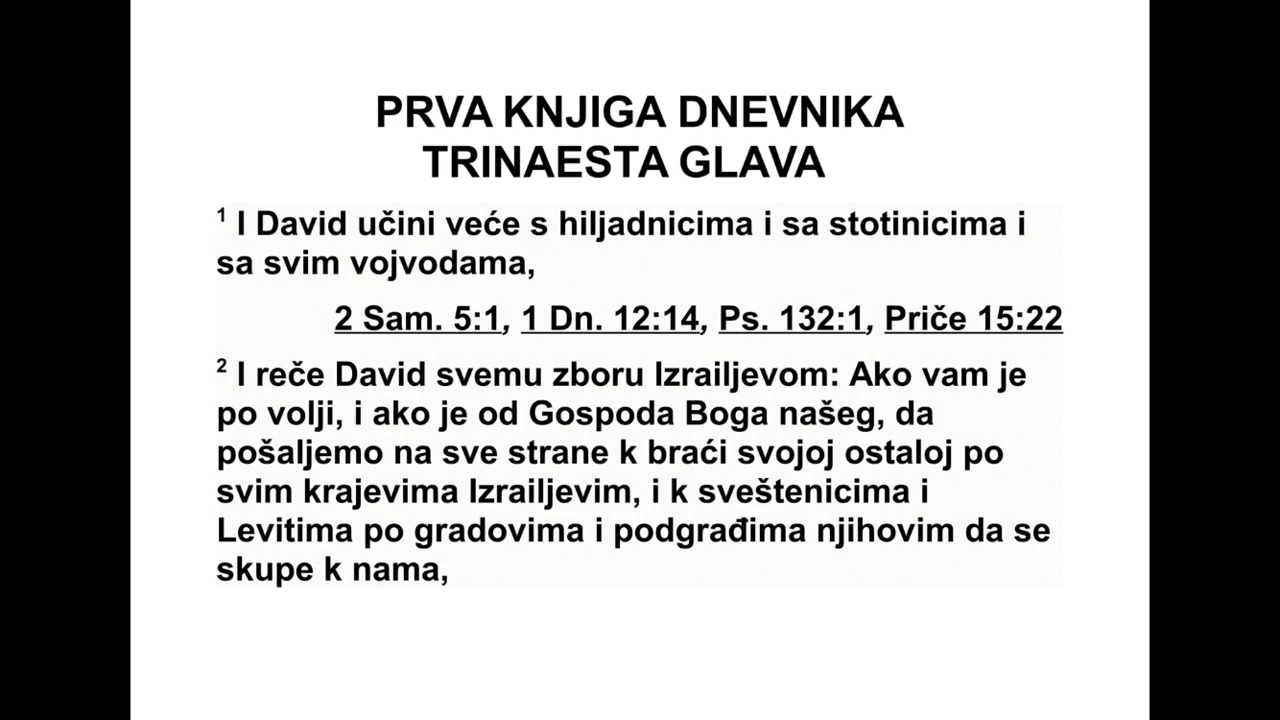 PRVA KNJIGA DNEVNIKA
TRINAESTA GLAVA
1 I David učini veće s hiljadnicima i sa stotinicima i
sa svim vojvodama,
2 Sam. 5:1, 1 Dn. 12:14, Ps. 132:1, Priče 15:22
2 I reče David svemu zboru Izrailjevom: Ako vam je
po volji, i ako je od Gospoda Boga našeg, da
pošaljemo na sve strane k braći svojoj ostaloj po
svim krajevima Izrailjevim, i k sveštenicima i
Levitima po gradovima i podgrađima njihovim da se
skupe k nama,